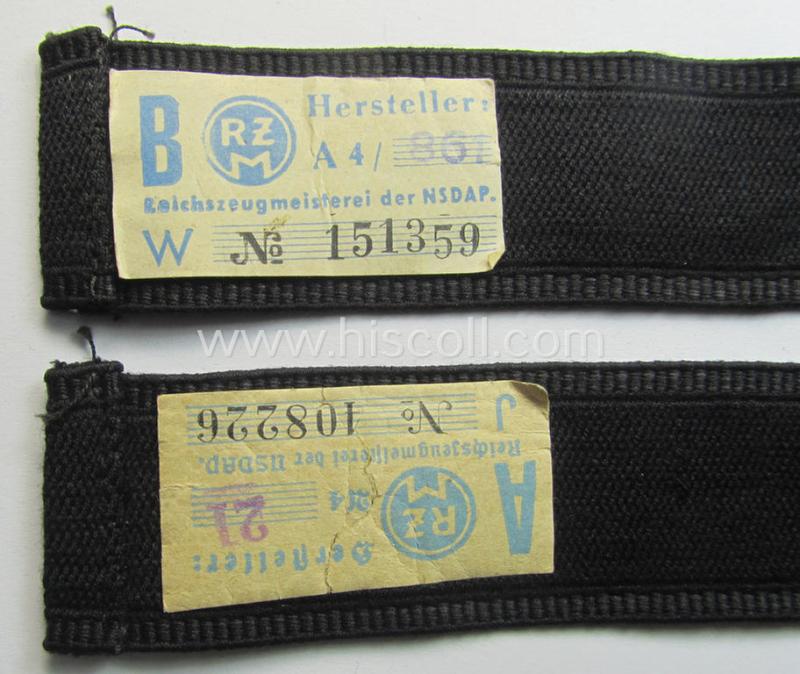 B RZM Hersteller:
A 4/ 861
Reichszeugmeisterei der NSDAP.
W № 151359
www.hiscoll.com
A RZM Hersteller:
A4 21
Reichszeugmeisterei der NSDAP.
J № 108226